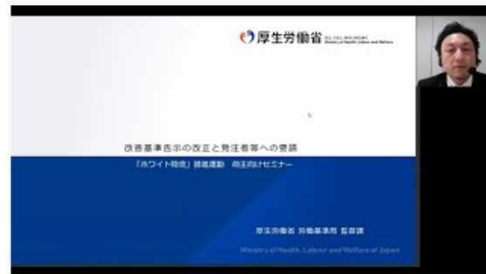 厚生労働省
Ministry of Health, Labour and Welfare
改善基準告示の改正と発注者等への要請
「ホワイト物流」推進運動 荷主向けセミナー
厚生労働省 労働基準局 監督課
Ministry of Health, Labour and Welfare of Japan